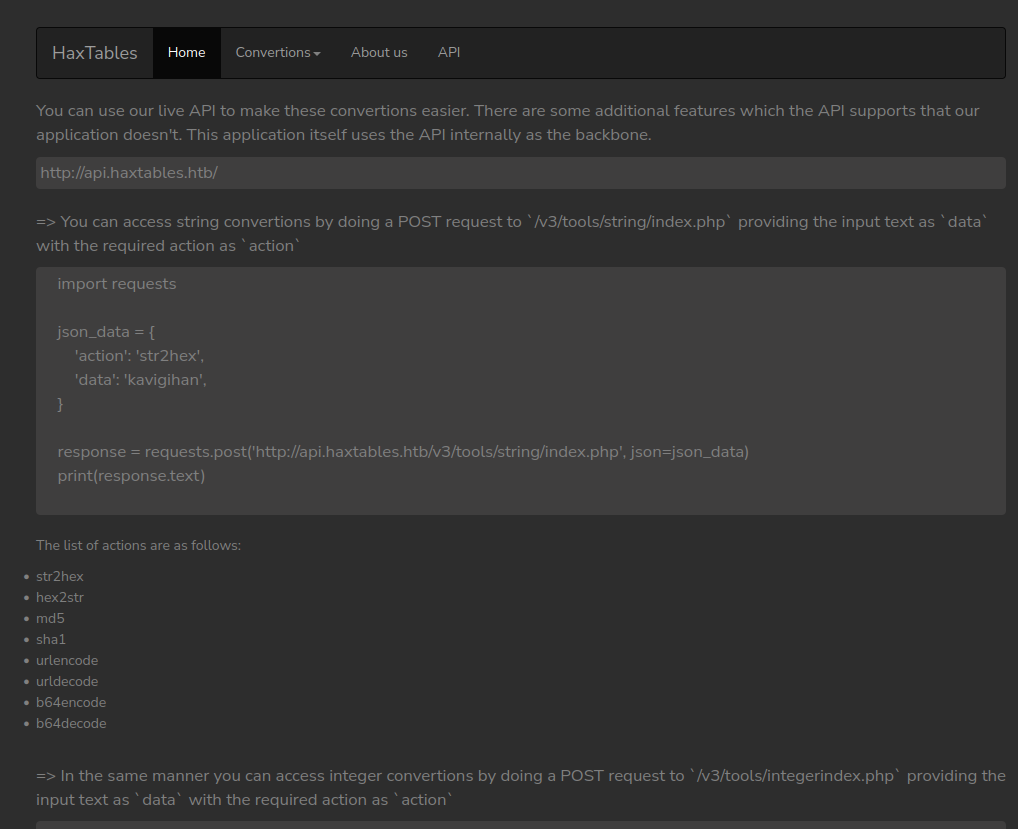 HaxTables Home Convertions About us API
You can use our live API to make these convertions easier. There are some additional features which the API supports that our
application doesn't. This application itself uses the API internally as the backbone.
http://api.haxtables.htb/
=> You can access string convertions by doing a POST request to `/v3/tools/string/index.php` providing the input text as `data`
with the required action as `action`
import requests
json_data = {
'action': 'str2hex',
'data': 'kavigihan',
}
response = requests.post('http://api.haxtables.htb/v3/tools/string/index.php', json=json_data)
print(response.text)
The list of actions are as follows:
• str2hex
• hex2str
• md5
• sha1
• urlencode
• urldecode
• b64encode
• b64decode
=> In the same manner you can access integer convertions by doing a POST request to `/v3/tools/integerindex.php` providing the
input text as `data` with the required action as `action`